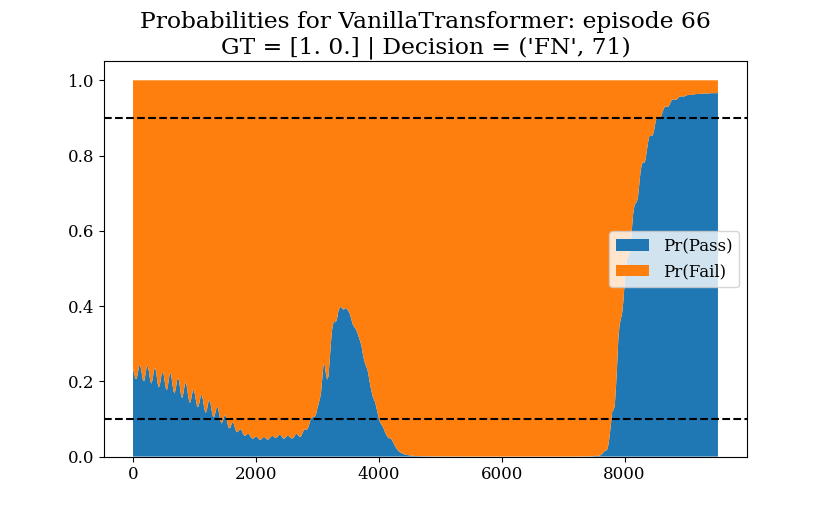 Probabilities for VanillaTransformer: episode 66
GT = [1. 0.] | Decision = ('FN', 71)
1.0
0.8
0.6
0.4
0.2
0.0
Pr(Pass)
Pr(Fail)
0 2000 4000 6000 8000